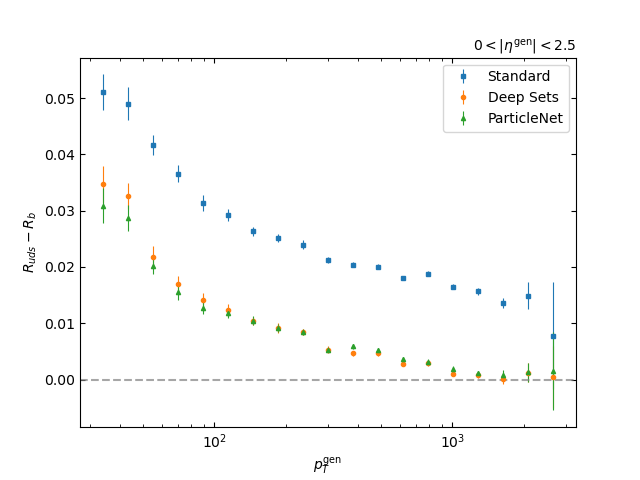 0 < |η^gen| < 2.5
Standard
Deep Sets
ParticleNet
0.05
0.04
0.03
0.02
0.01
0.00
R_uds − R_b
10^2
10^3
p_T^gen